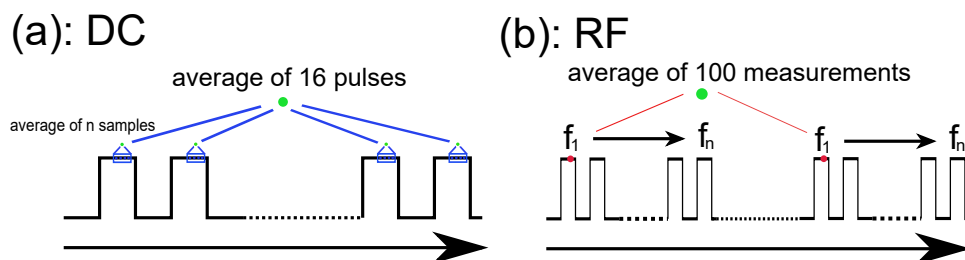 (a): DC
average of 16 pulses
average of n samples
(b): RF
average of 100 measurements
f1 fn f1 fn